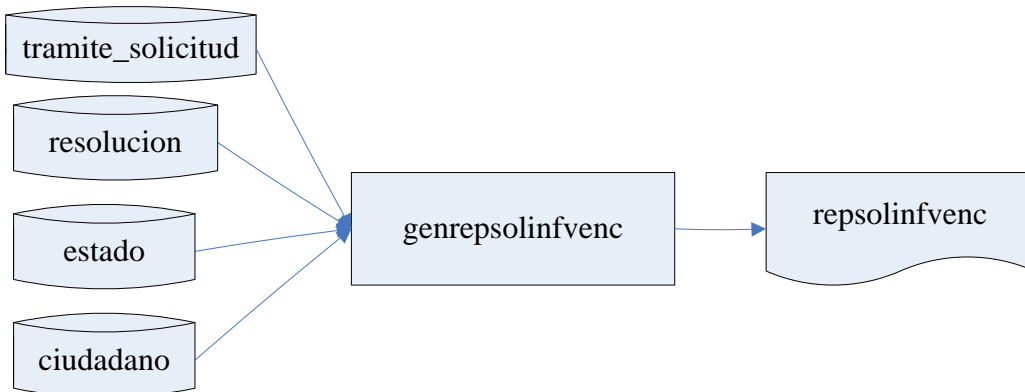 tramite_solicitud
resolucion
estado
ciudadano
genrepsolinfvenc
repsolinfvenc